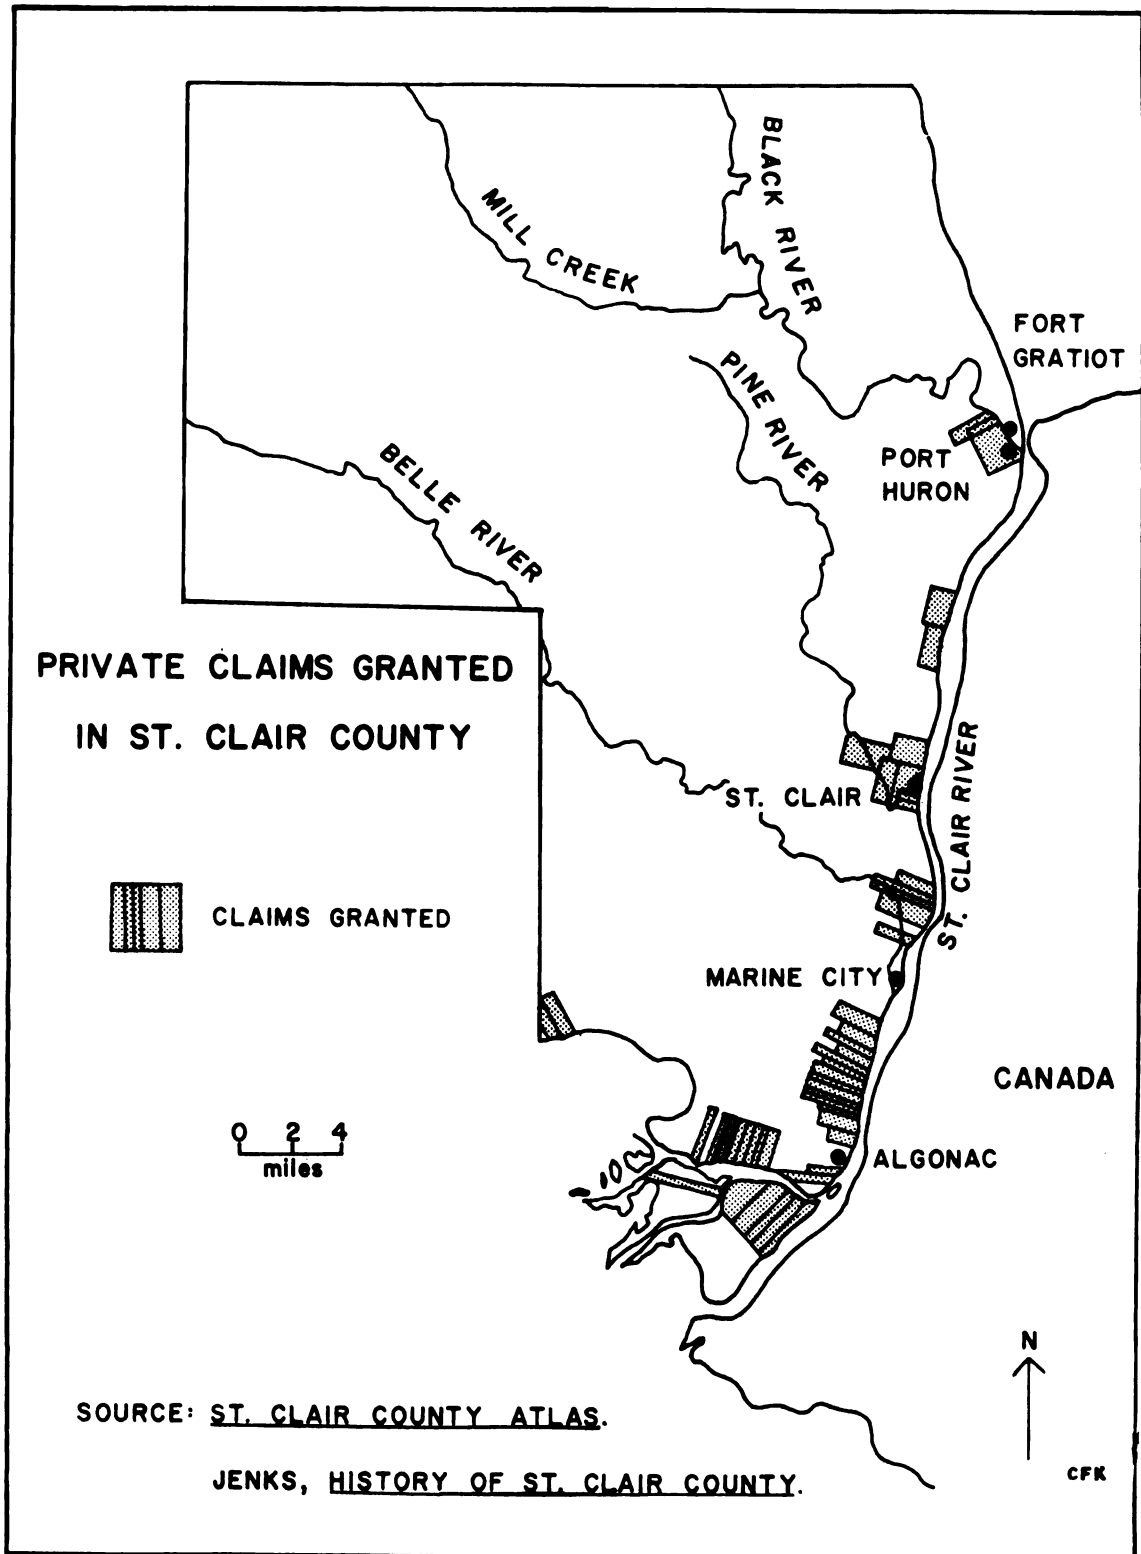 BLACK RIVER
MILL CREEK
FORT
GRATIOT
PINE RIVER
BELLE RIVER
PORT
HURON
PRIVATE CLAIMS GRANTED
IN ST. CLAIR COUNTY
ST. CLAIR RIVER
ST. CLAIR
CLAIMS GRANTED
MARINE CITY
CANADA
0 2 4
miles
ALGONAC
N
SOURCE: ST. CLAIR COUNTY ATLAS.
JENKS, HISTORY OF ST. CLAIR COUNTY.
CFK